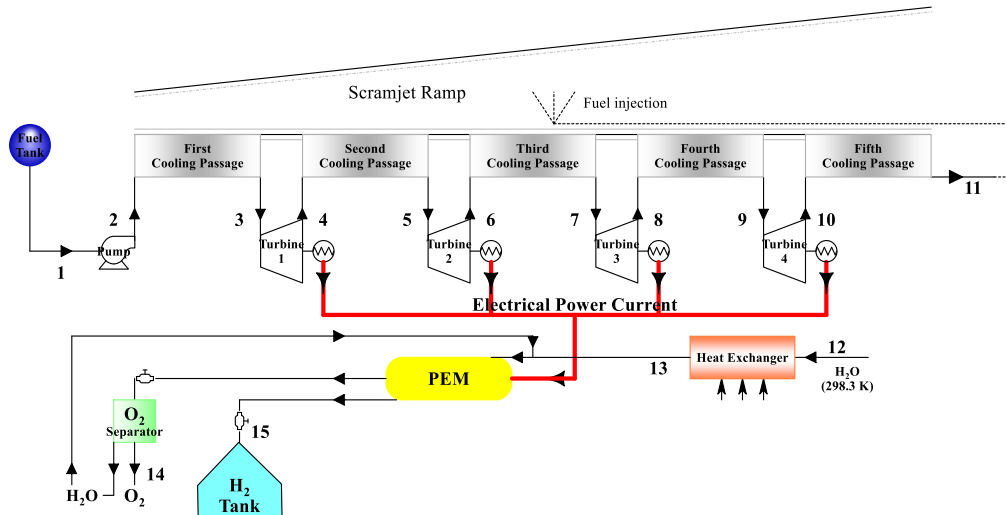 Scramjet Ramp
Fuel injection
Fuel
Tank
First
Cooling Passage
Second
Cooling Passage
Third
Cooling Passage
Fourth
Cooling Passage
Fifth
Cooling Passage
11
2
3
4
5
6
7
8
9
10
Pump
1
Turbine
1
Turbine
2
Turbine
3
Turbine
4
Electrical Power Current
PEM
13
Heat Exchanger
12
H2O
(298.3 K)
O2
Separator
15
14
H2O
O2
H2
Tank